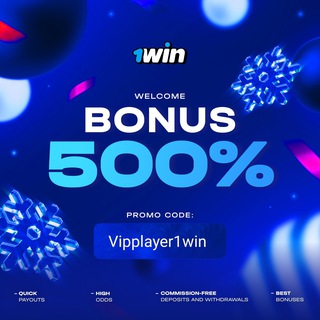 1win
WELCOME
BONUS
500%
PROMO CODE:
Vipplayer1win
– QUICK PAYOUTS
– HIGH ODDS
– COMMISSION-FREE DEPOSITS AND WITHDRAWALS
– BEST BONUSES